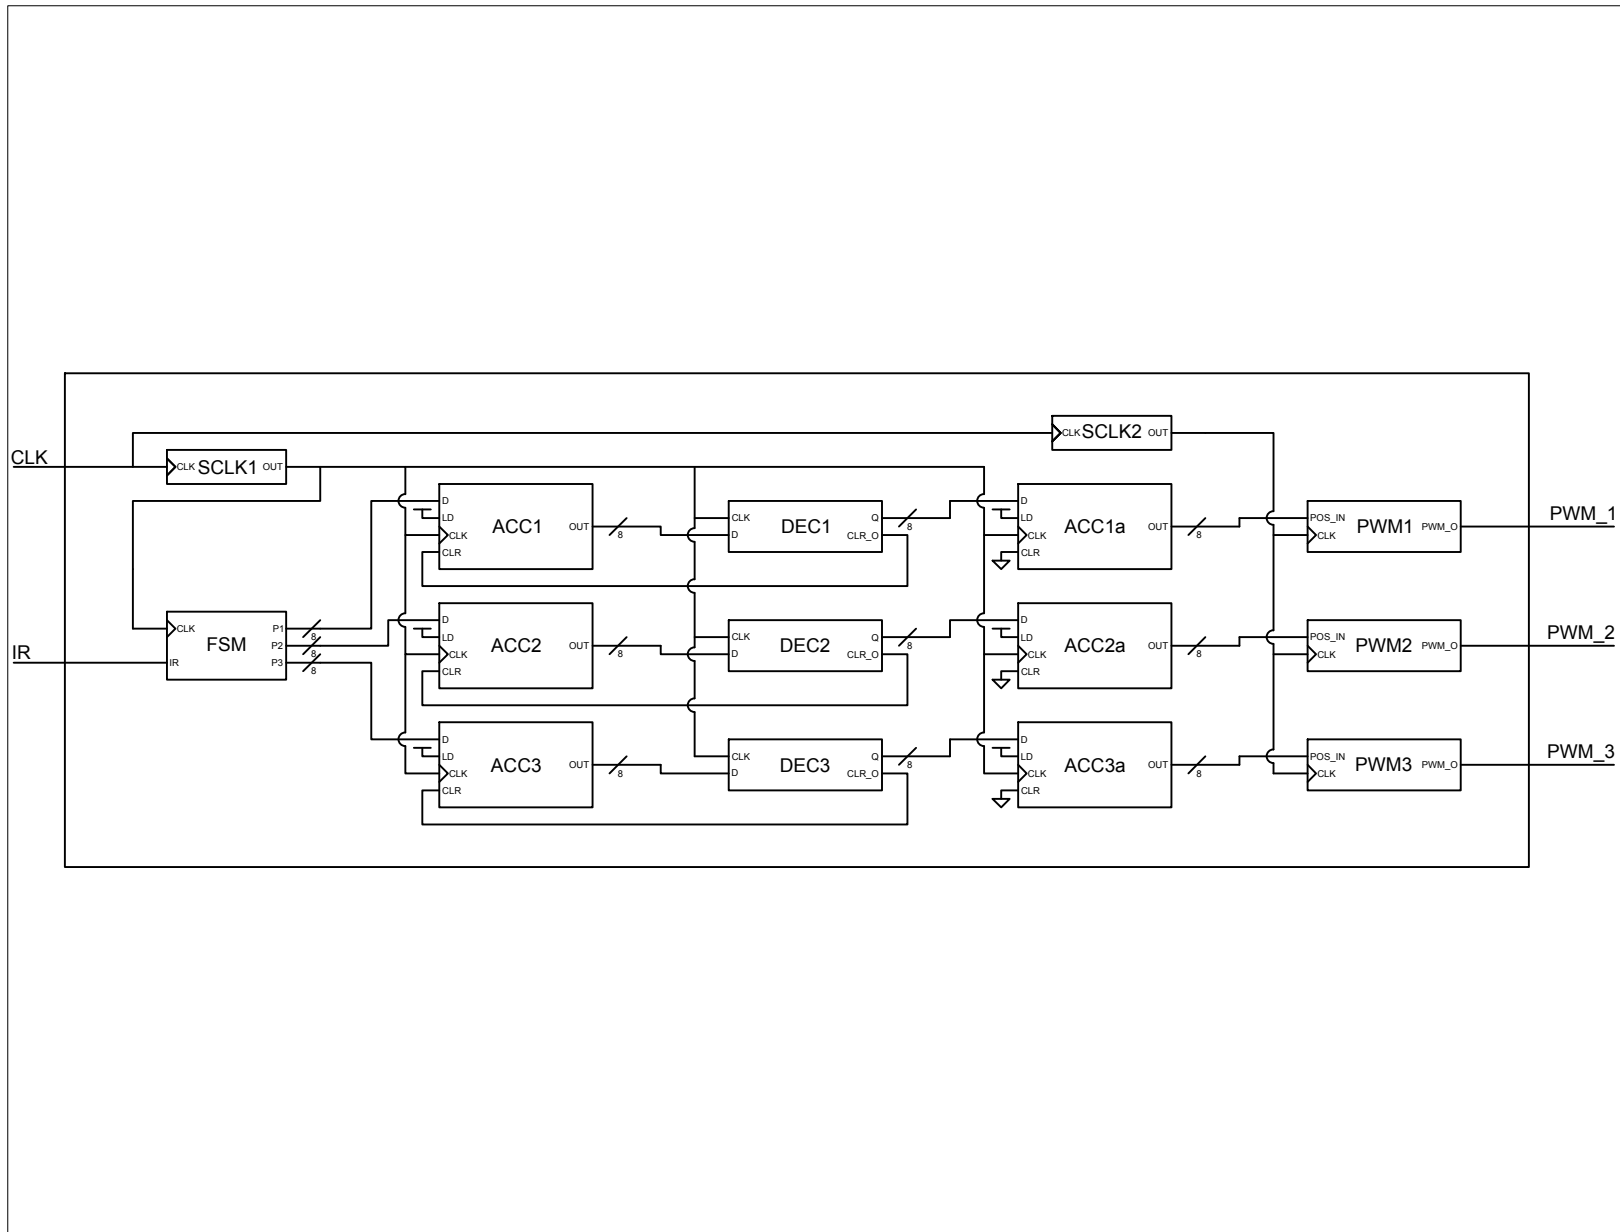 CLK
IR
CLK SCLK1 OUT
CLK SCLK2 OUT
CLK FSM P1
P2
IR P3
8
8
8
D
LD
CLK
CLR
ACC1
OUT
8
CLK
D
DEC1
Q
CLR_O
8
D
LD
CLK
CLR
ACC1a
OUT
8
POS_IN
CLK
PWM1
PWM_O
PWM_1
D
LD
CLK
CLR
ACC2
OUT
8
CLK
D
DEC2
Q
CLR_O
8
D
LD
CLK
CLR
ACC2a
OUT
8
POS_IN
CLK
PWM2
PWM_O
PWM_2
D
LD
CLK
CLR
ACC3
OUT
8
CLK
D
DEC3
Q
CLR_O
8
D
LD
CLK
CLR
ACC3a
OUT
8
POS_IN
CLK
PWM3
PWM_O
PWM_3